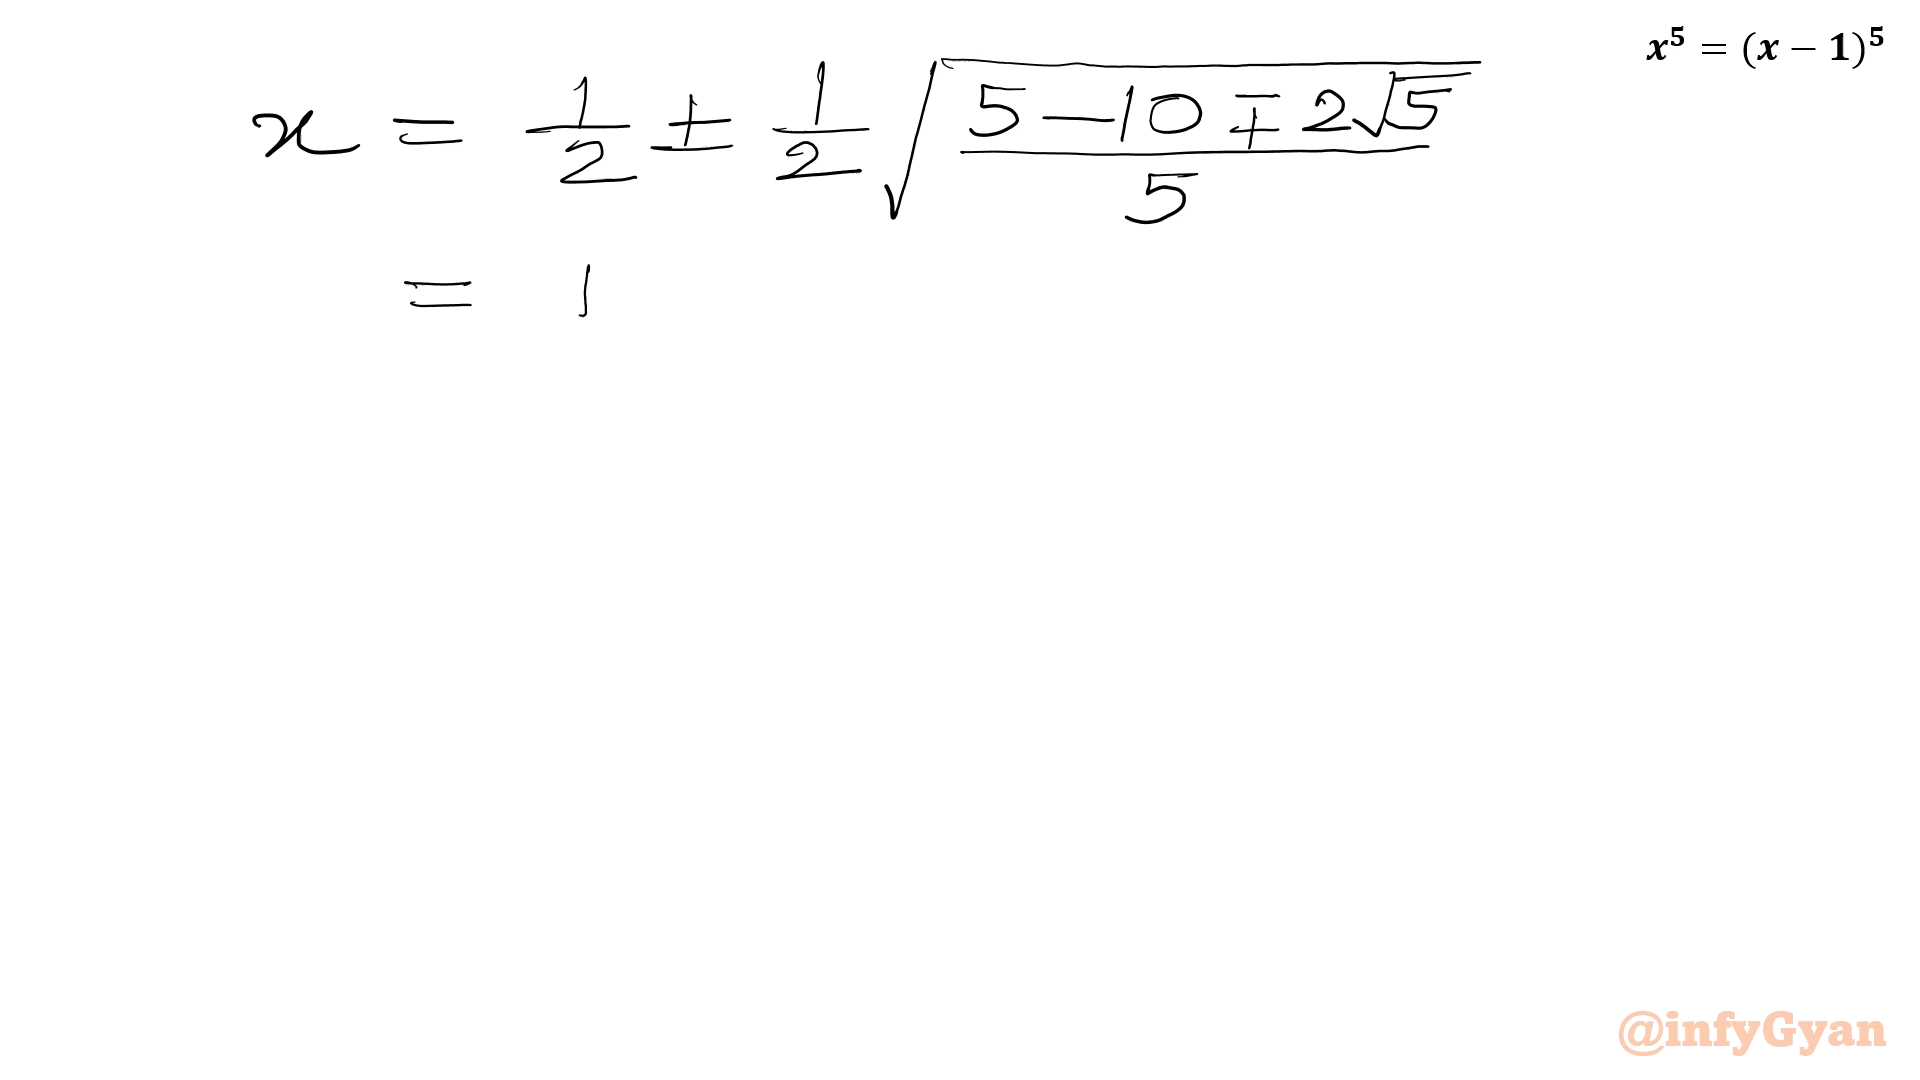 x⁵ = (x − 1)⁵
x = 1/2 ± 1/2 √((5 − 10 ∓ 2√5)/5)
= 1
@infyGyan